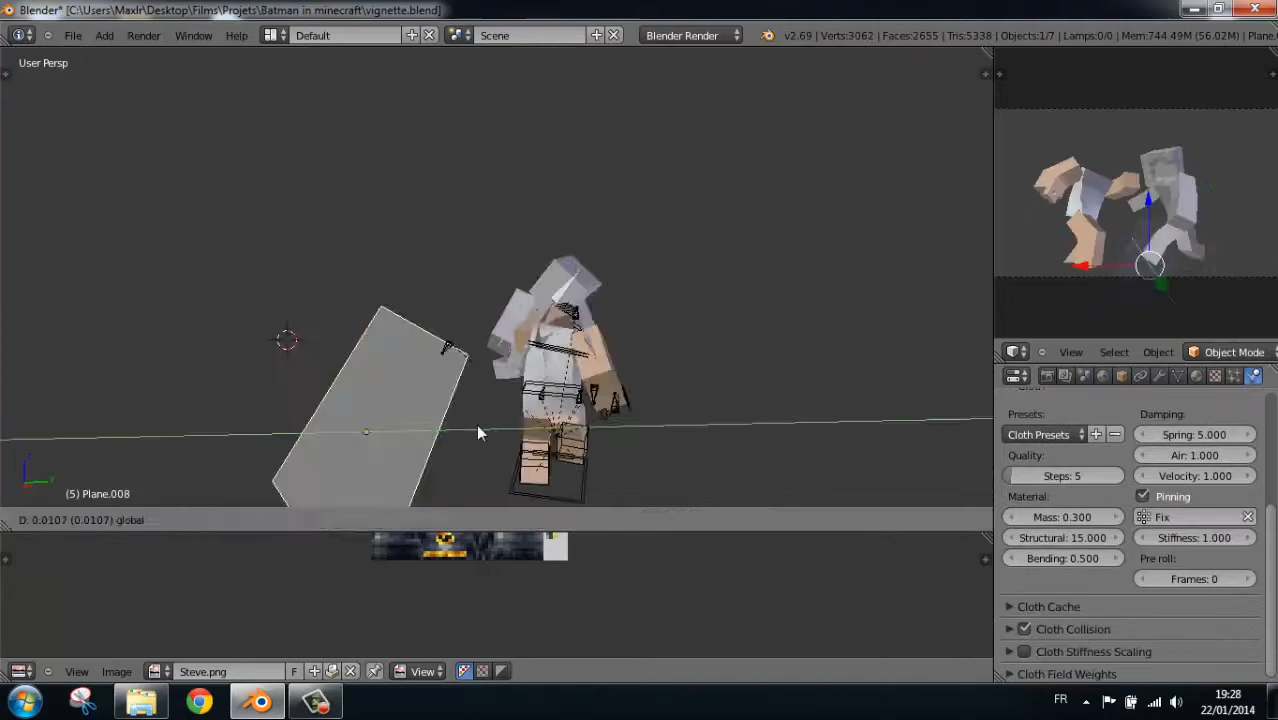 Blender* [C:\Users\MaxIr\Desktop\Films\Projets\Batman in minecraft\vignette.blend]
File Add Render Window Help Default Scene Blender Render v2.69 | Verts:3062 | Faces:2655 | Tris:5338 | Objects:1/7 | Lamps:0/0 | Mem:744.49M (56.02M) | Plane.
User Persp
View Select Object Object Mode
Presets: Damping:
Cloth Presets Spring: 5.000
Quality: Air: 1.000
Steps: 5 Velocity: 1.000
Material: Pinning
Mass: 0.300 Fix
Structural: 15.000 Stiffness: 1.000
Bending: 0.500 Pre roll:
Frames: 0
Cloth Cache
Cloth Collision
Cloth Stiffness Scaling
Cloth Field Weights
(5) Plane.008
D: 0.0107 (0.0107) global
View Image Steve.png F View
FR 19:28
22/01/2014